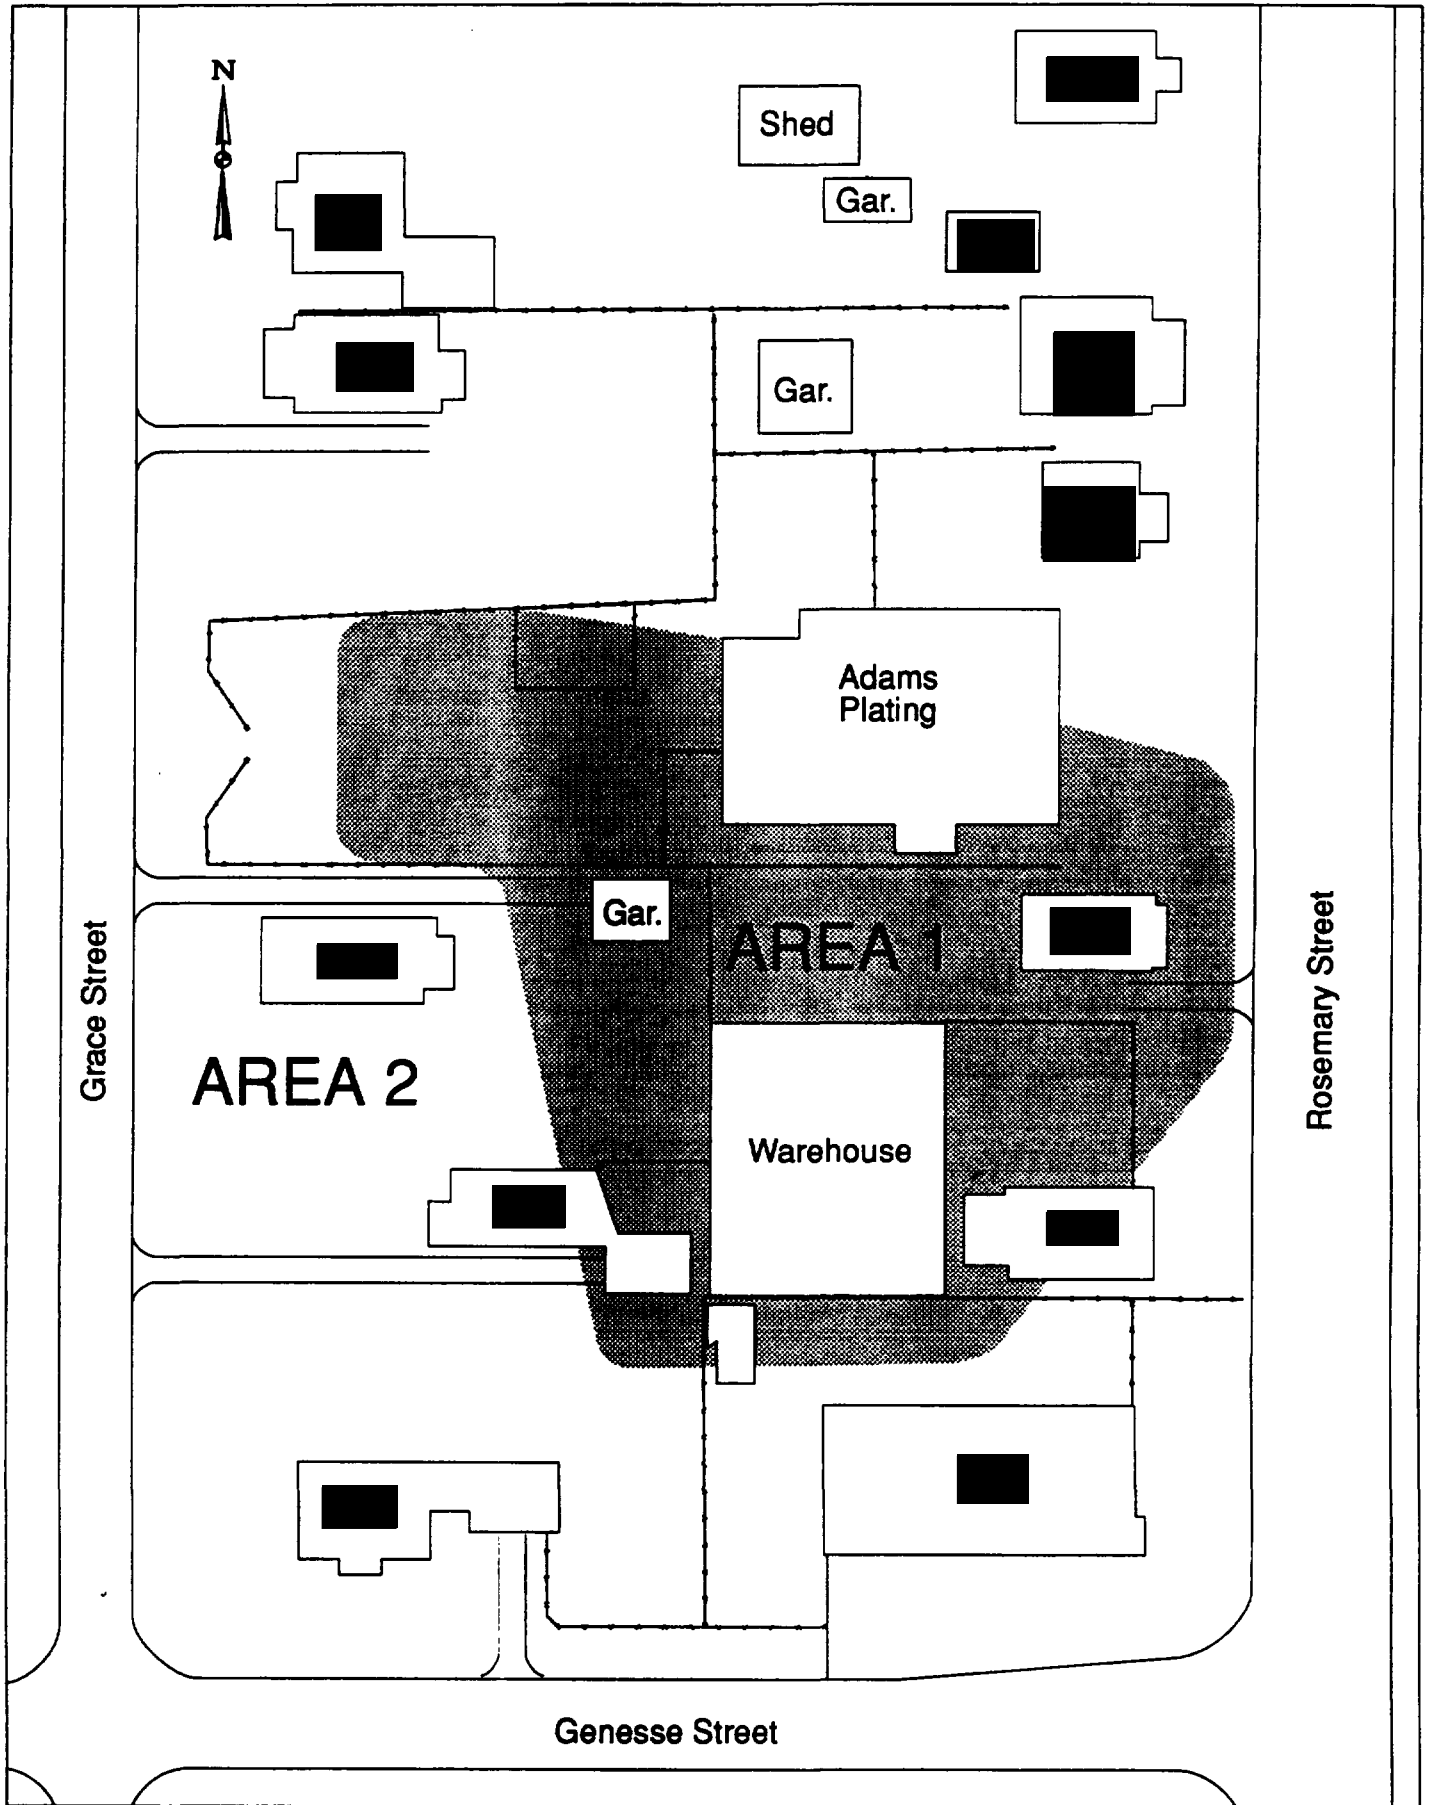 N
Shed
Gar.
Gar.
Adams
Plating
Gar.
AREA 1
Grace Street
Rosemary Street
AREA 2
Warehouse
Genesse Street